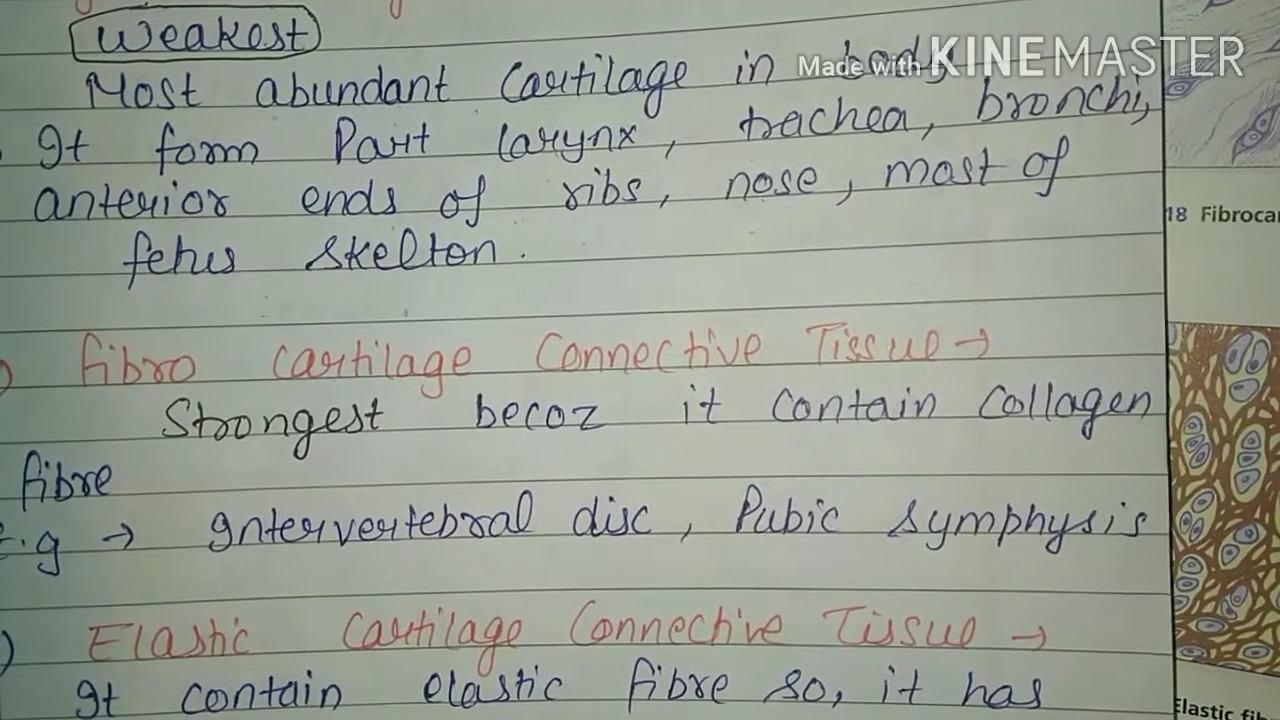 Weakest
Most abundant Cartilage in body
Made with KINEMASTER
It form Part larynx, trachea, bronchi,
anterior ends of ribs, nose, most of
fetus skelton.
18 Fibrocar
Fibro Cartilage Connective Tissue →
Strongest becoz it contain Collagen
fibre
E.g → Intervertebral disc, Pubic symphysis
Elastic Cartilage Connective Tissue →
It contain elastic fibre so, it has
Elastic fib